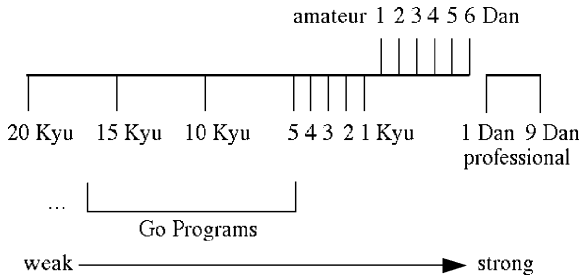 amateur 1 2 3 4 5 6 Dan
20 Kyu 15 Kyu 10 Kyu 5 4 3 2 1 Kyu 1 Dan 9 Dan
professional
...
Go Programs
weak strong